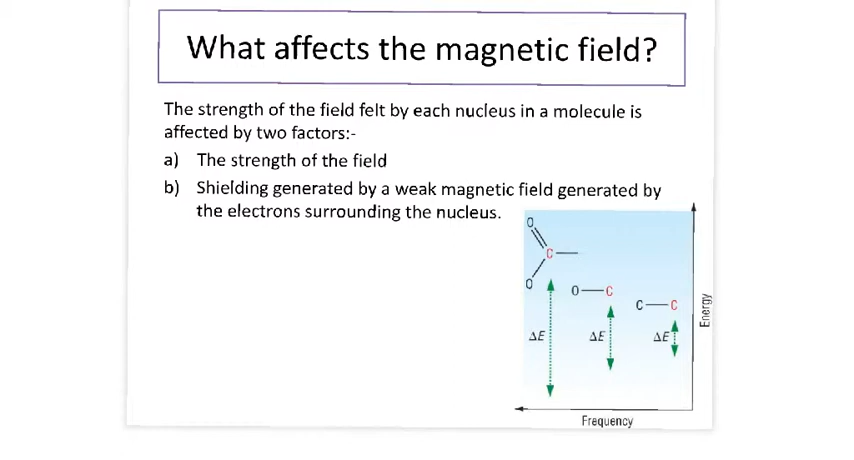 What affects the magnetic field?
The strength of the field felt by each nucleus in a molecule is
affected by two factors:-
a) The strength of the field
b) Shielding generated by a weak magnetic field generated by
the electrons surrounding the nucleus.
O
C
O
O C
C C
ΔE
ΔE
ΔE
Energy
Frequency